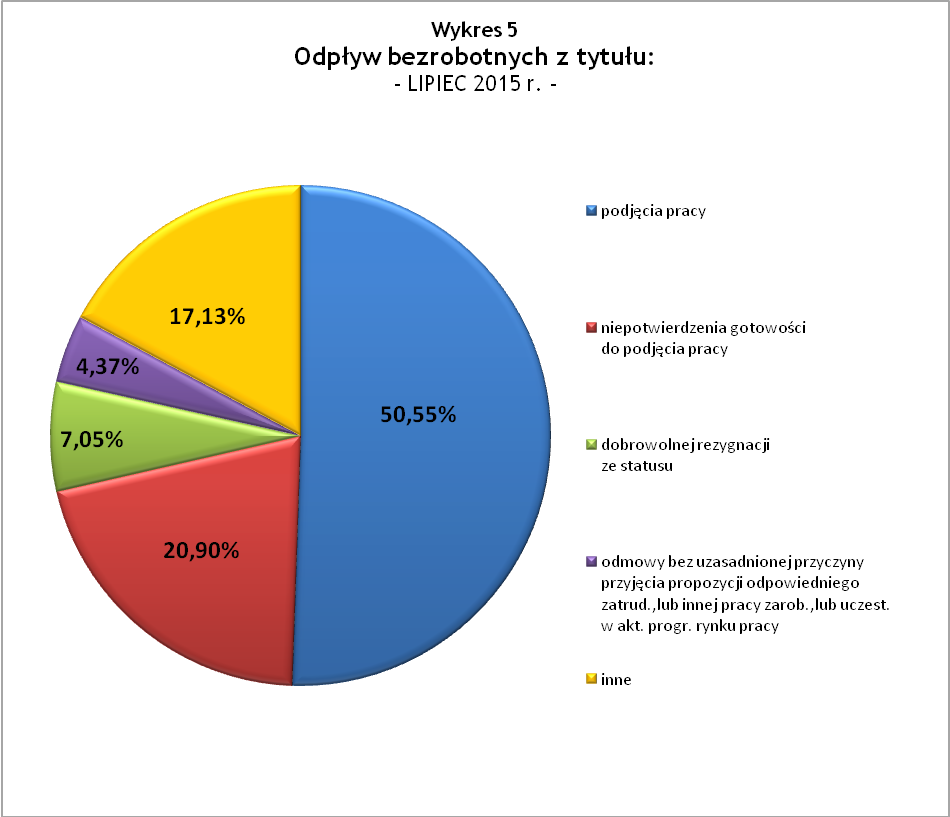 Wykres 5
Odpływ bezrobotnych z tytułu:
- LIPIEC 2015 r. -
17,13%
4,37%
7,05%
20,90%
50,55%
podjęcia pracy
niepotwierdzenia gotowości
do podjęcia pracy
dobrowolnej rezygnacji
ze statusu
odmowy bez uzasadnionej przyczyny
przyjęcia propozycji odpowiedniego
zatrud.,lub innej pracy zarob.,lub uczest.
w akt. progr. rynku pracy
inne